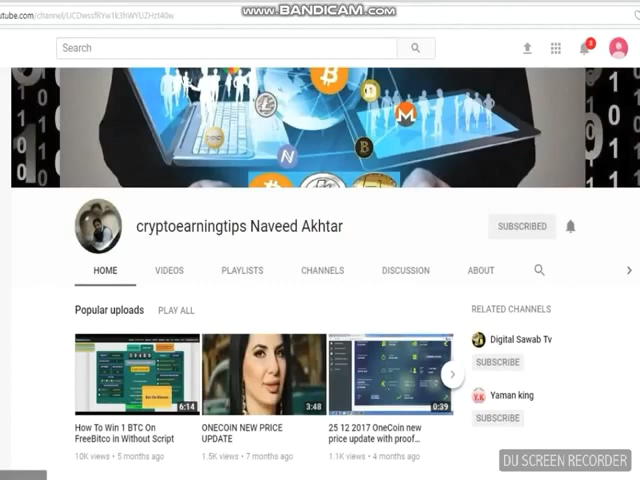 www.BANDICAM.com
Search
3
cryptoearningtips Naveed Akhtar
SUBSCRIBED
HOME
VIDEOS
PLAYLISTS
CHANNELS
DISCUSSION
ABOUT
Popular uploads
PLAY ALL
RELATED CHANNELS
6:14
3:48
0:39
How To Win 1 BTC On
FreeBitco in Without Script
10K views • 5 months ago
ONECOIN NEW PRICE
UPDATE
1.5K views • 7 months ago
25 12 2017 OneCoin new
price update with proof...
1.1K views • 4 months ago
Digital Sawab Tv
SUBSCRIBE
Yaman king
SUBSCRIBE
DU SCREEN RECORDER